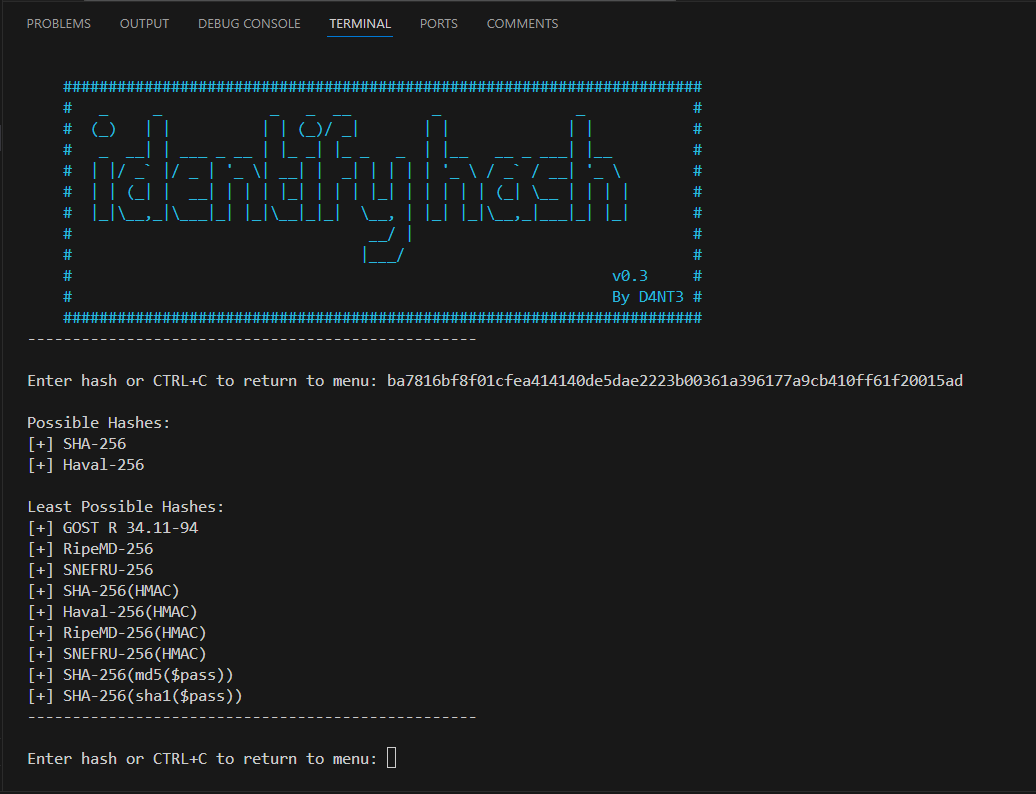 PROBLEMS OUTPUT DEBUG CONSOLE TERMINAL PORTS COMMENTS
#######################################################################
identifyhash
v0.3 #
By D4NT3 #
#######################################################################
--------------------------------------------------
Enter hash or CTRL+C to return to menu: ba7816bf8f01cfea414140de5dae2223b00361a396177a9cb410ff61f20015ad
Possible Hashes:
[+] SHA-256
[+] Haval-256
Least Possible Hashes:
[+] GOST R 34.11-94
[+] RipeMD-256
[+] SNEFRU-256
[+] SHA-256(HMAC)
[+] Haval-256(HMAC)
[+] RipeMD-256(HMAC)
[+] SNEFRU-256(HMAC)
[+] SHA-256(md5($pass))
[+] SHA-256(sha1($pass))
--------------------------------------------------
Enter hash or CTRL+C to return to menu: